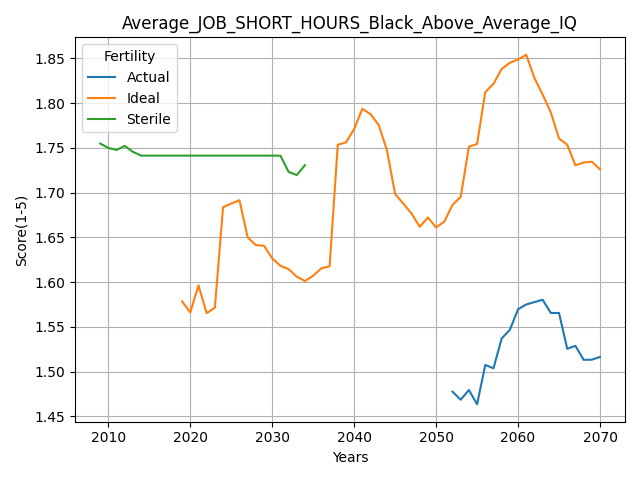 Average_JOB_SHORT_HOURS_Black_Above_Average_IQ
Fertility
Actual
Ideal
Sterile
Score(1-5)
1.85
1.80
1.75
1.70
1.65
1.60
1.55
1.50
1.45
2010
2020
2030
2040
2050
2060
2070
Years